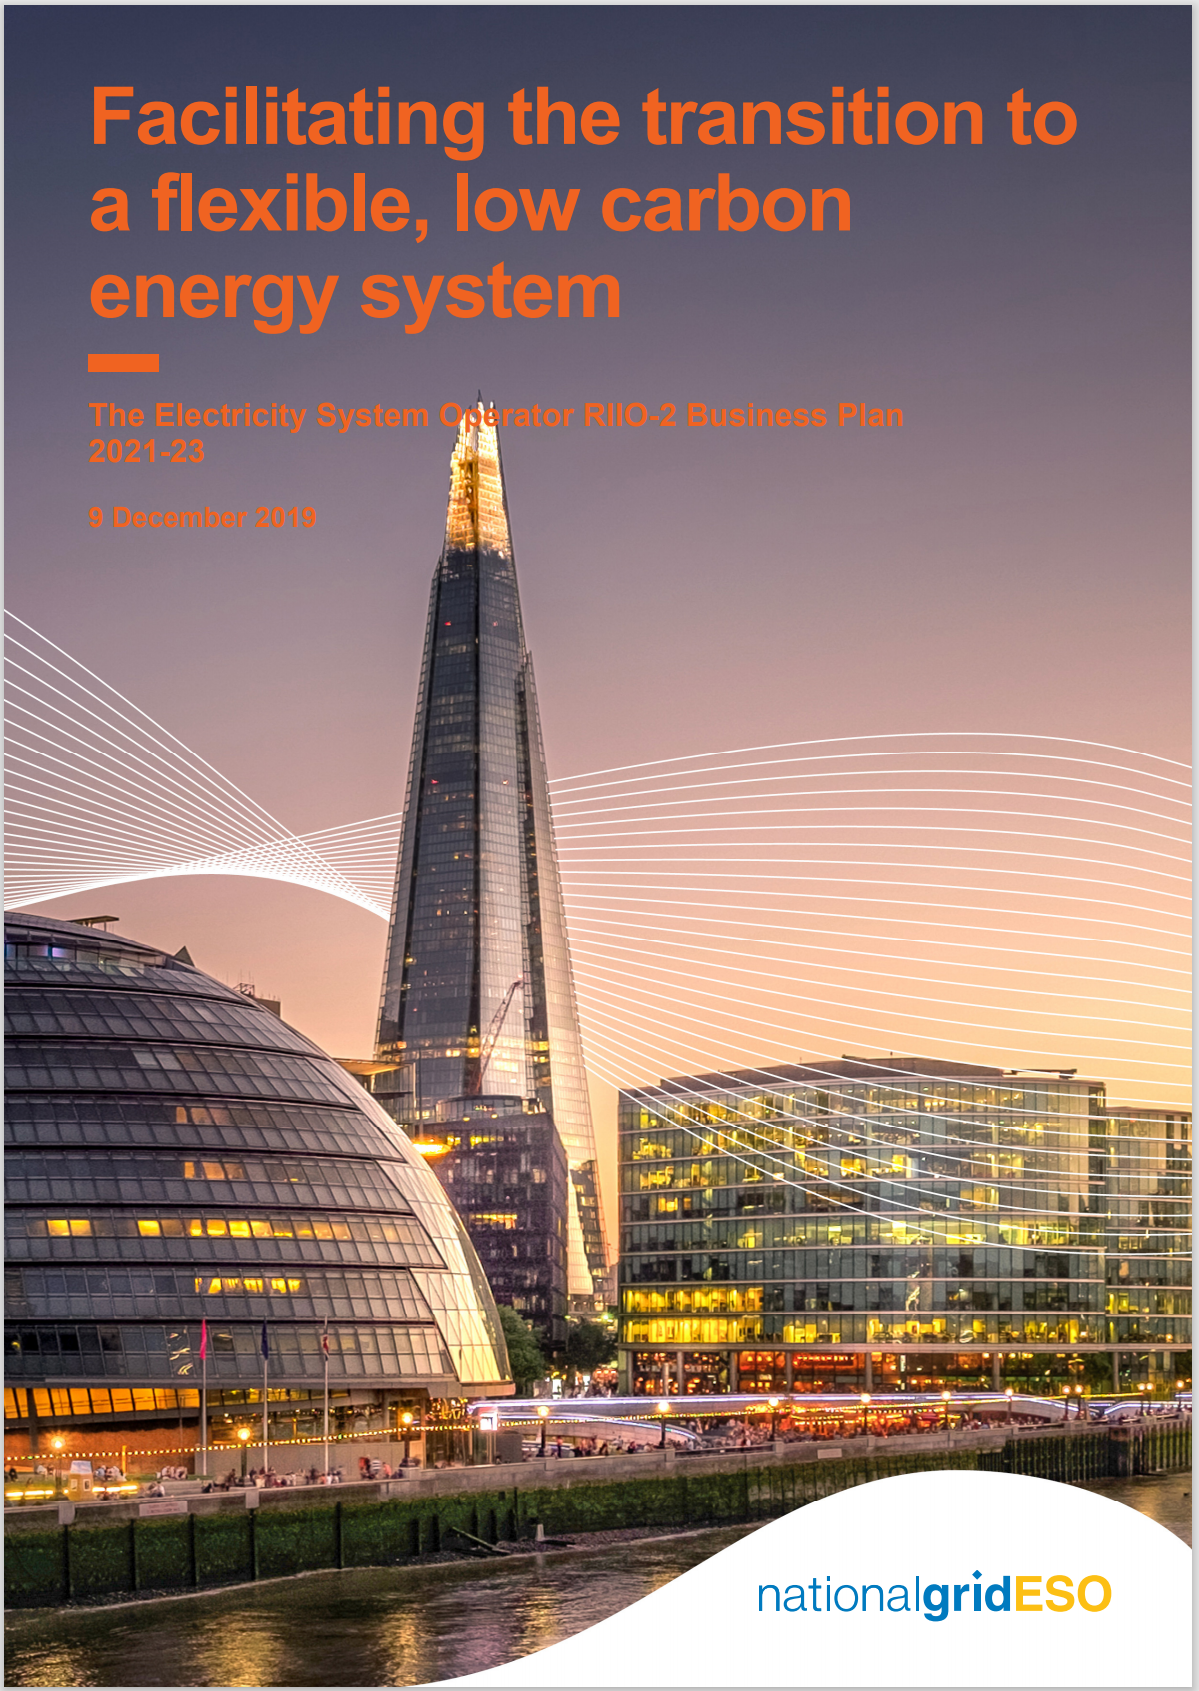 Facilitating the transition to
a flexible, low carbon
energy system
The Electricity System Operator RIIO-2 Business Plan
2021-23
9 December 2019
nationalgridESO